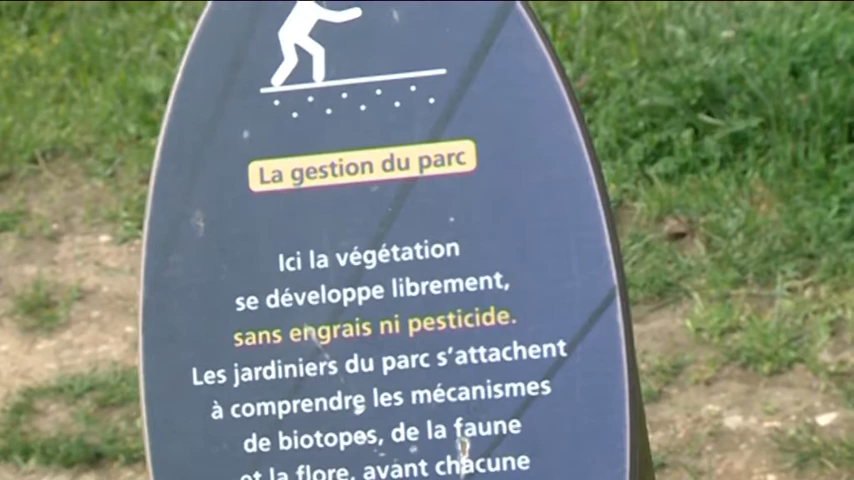 La gestion du parc
Ici la végétation
se développe librement,
sans engrais ni pesticide.
Les jardiniers du parc s'attachent
à comprendre les mécanismes
de biotopes, de la faune
et la flore, avant chacune